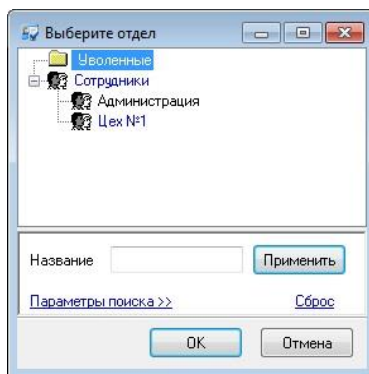 Выберите отдел
Уволенные
Сотрудники
Администрация
Цех №1
Название Применить
Параметры поиска >> Сброс
OK Отмена